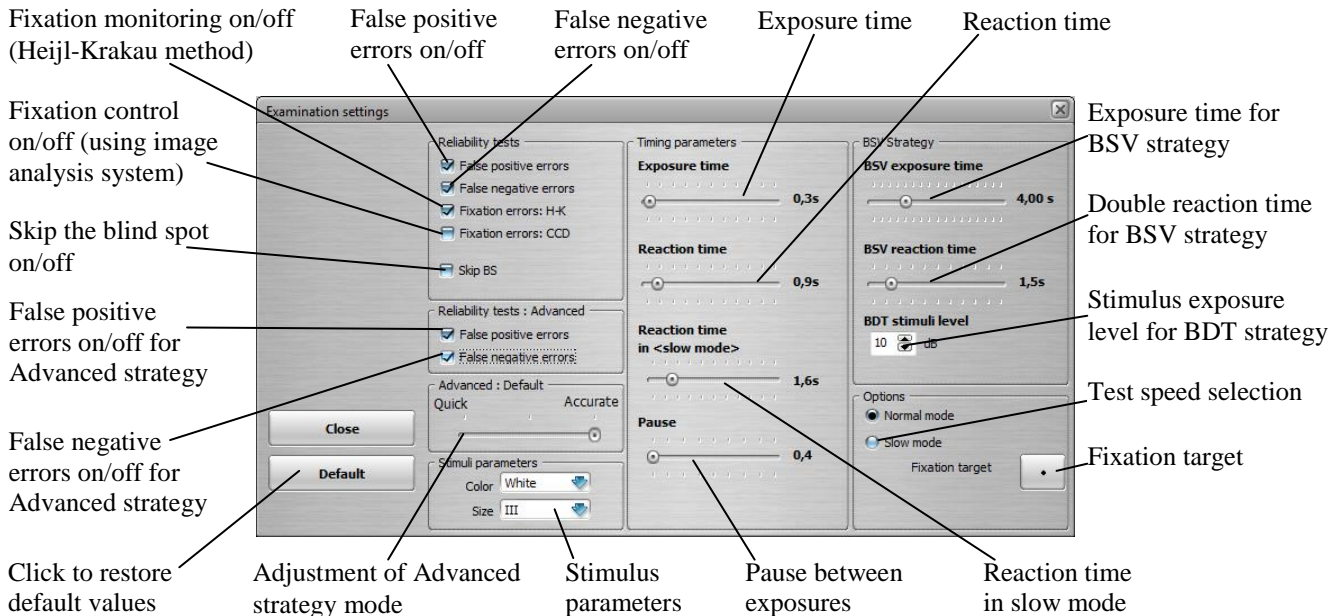 Fixation monitoring on/off
(Heijl-Krakau method)
False positive
errors on/off
False negative
errors on/off
Exposure time
Reaction time
Fixation control
on/off (using image
analysis system)
Skip the blind spot
on/off
False positive
errors on/off for
Advanced strategy
False negative
errors on/off for
Advanced strategy
Click to restore
default values
Examination settings
Close
Default
Reliability tests
False positive errors
False negative errors
Fixation errors: H-K
Fixation errors: CCD
Skip BS
Reliability tests : Advanced
False positive errors
False negative errors
Advanced : Default
Quick Accurate
Stimuli parameters
Color White
Size III
Timing parameters
Exposure time
0,3s
Reaction time
0,9s
Reaction time
in <slow mode>
1,6s
Pause
0,4
BSV Strategy
BSV exposure time
4,00 s
BSV reaction time
1,5s
BDT stimuli level
10 dB
Options
Normal mode
Slow mode
Fixation target
Exposure time for
BSV strategy
Double reaction time
for BSV strategy
Stimulus exposure
level for BDT strategy
Test speed selection
Fixation target
Adjustment of Advanced
strategy mode
Stimulus
parameters
Pause between
exposures
Reaction time
in slow mode